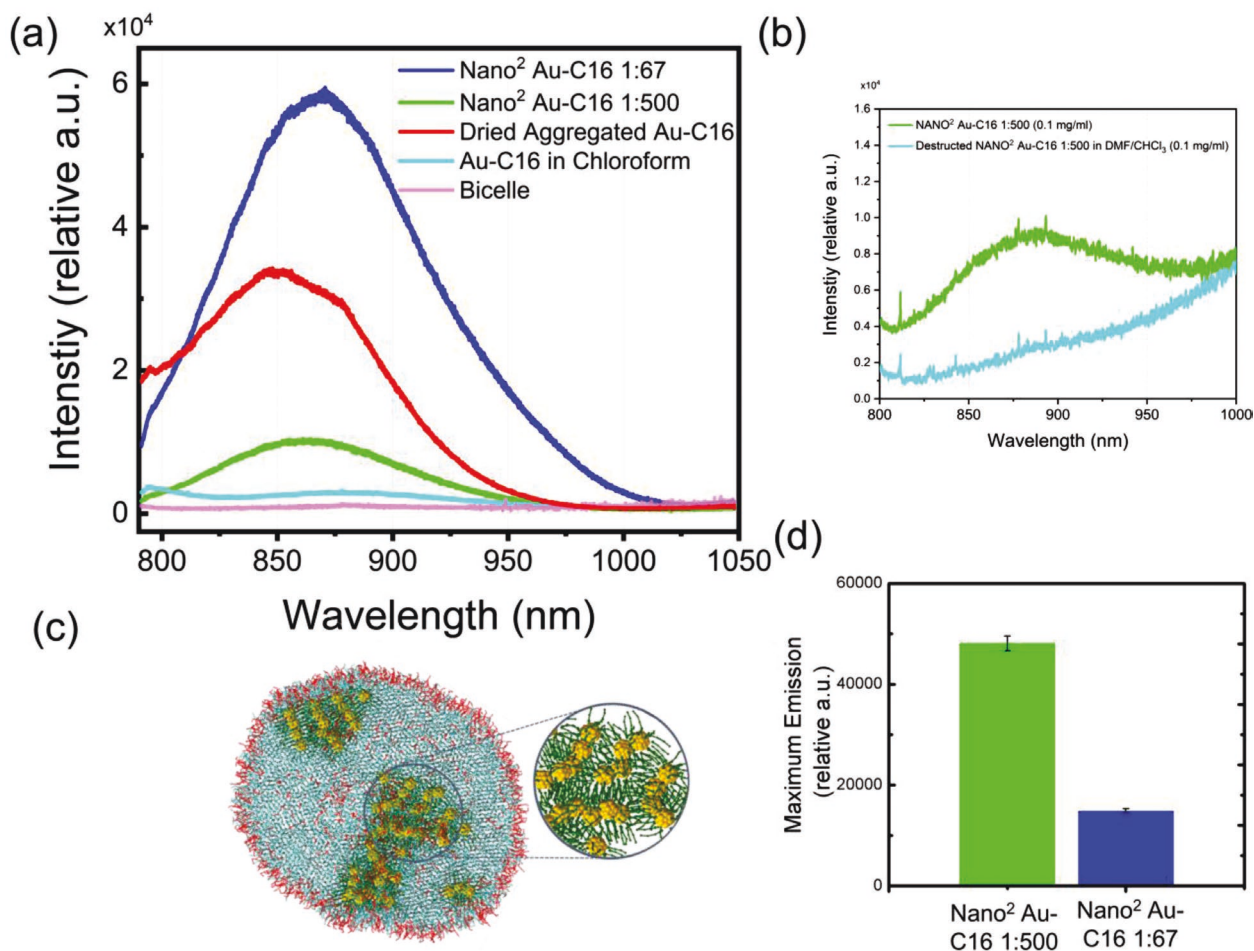 (a)
x10⁴
Intenstiy (relative a.u.)
6
4
2
0
Nano² Au-C16 1:67
Nano² Au-C16 1:500
Dried Aggregated Au-C16
Au-C16 in Chloroform
Bicelle
800
850
900
950
1000
1050
Wavelength (nm)
(b)
x10⁴
Intenstiy (relative a.u.)
1.6
1.4
1.2
1.0
0.8
0.6
0.4
0.2
0.0
NANO² Au-C16 1:500 (0.1 mg/ml)
Destructed NANO² Au-C16 1:500 in DMF/CHCl₃ (0.1 mg/ml)
800
850
900
950
1000
Wavelength (nm)
(c)
(d)
Maximum Emission
(relative a.u.)
60000
40000
20000
0
Nano² Au-
C16 1:500
Nano² Au-
C16 1:67